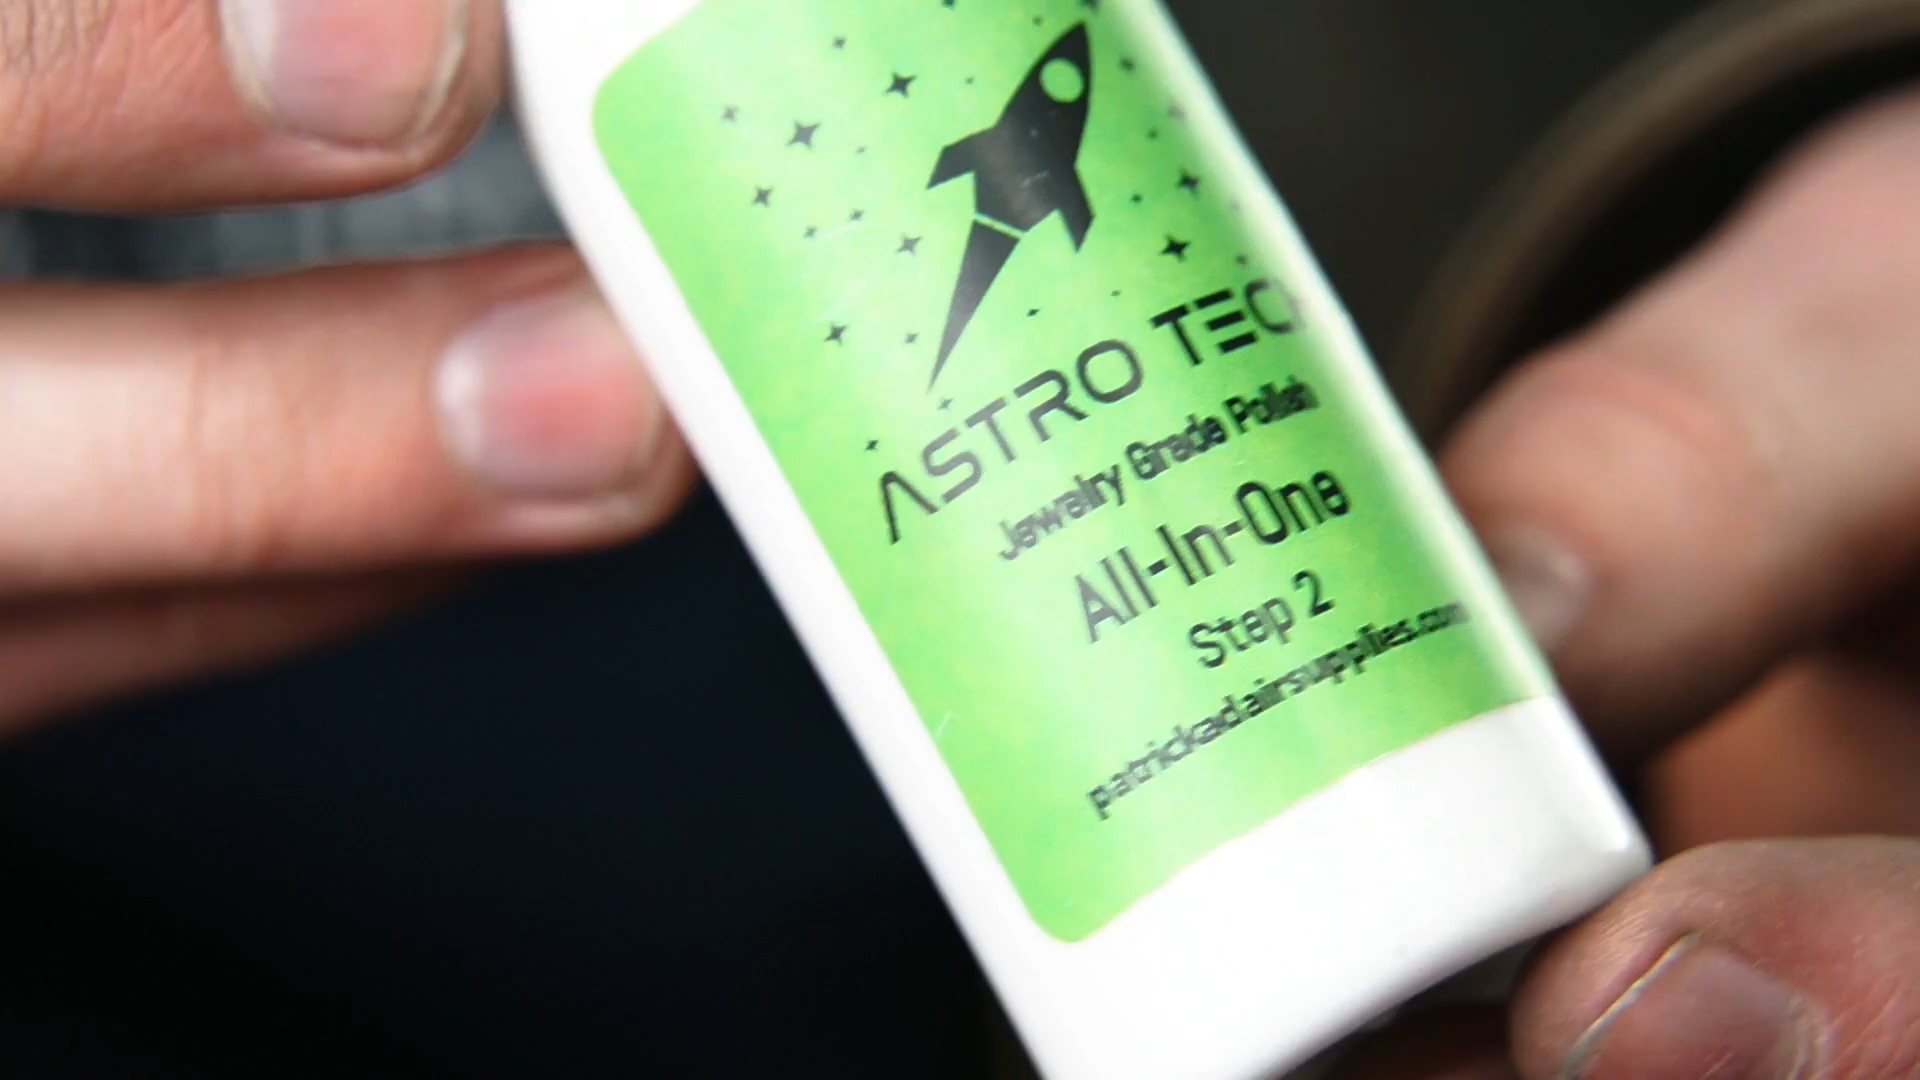 ASTRO TEC
Jewelry Grade Polish
All-In-One
Step 2
patrickadairsupplies.com